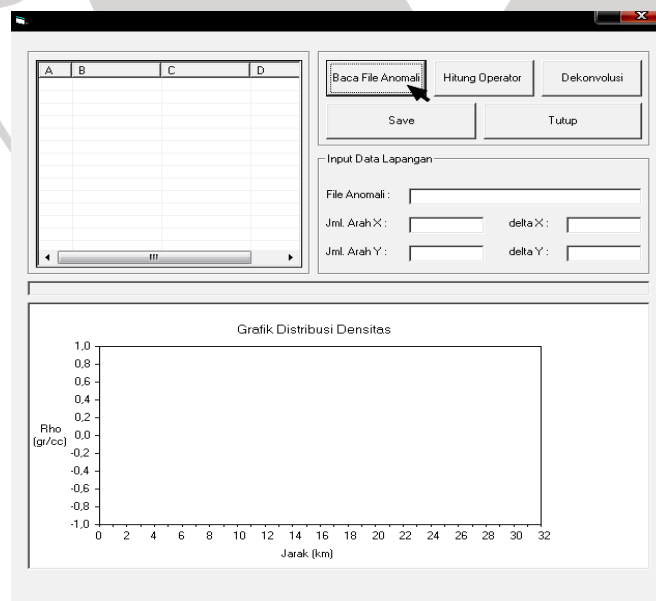 A B C D
Baca File Anomali Hitung Operator Dekonvolusi
Save Tutup
Input Data Lapangan
File Anomali :
Jml. Arah X : delta X :
Jml. Arah Y : delta Y :
Grafik Distribusi Densitas
Rho
(gr/cc)
1,0
0,8
0,6
0,4
0,2
0,0
-0,2
-0,4
-0,6
-0,8
-1,0
0 2 4 6 8 10 12 14 16 18 20 22 24 26 28 30 32
Jarak (km)